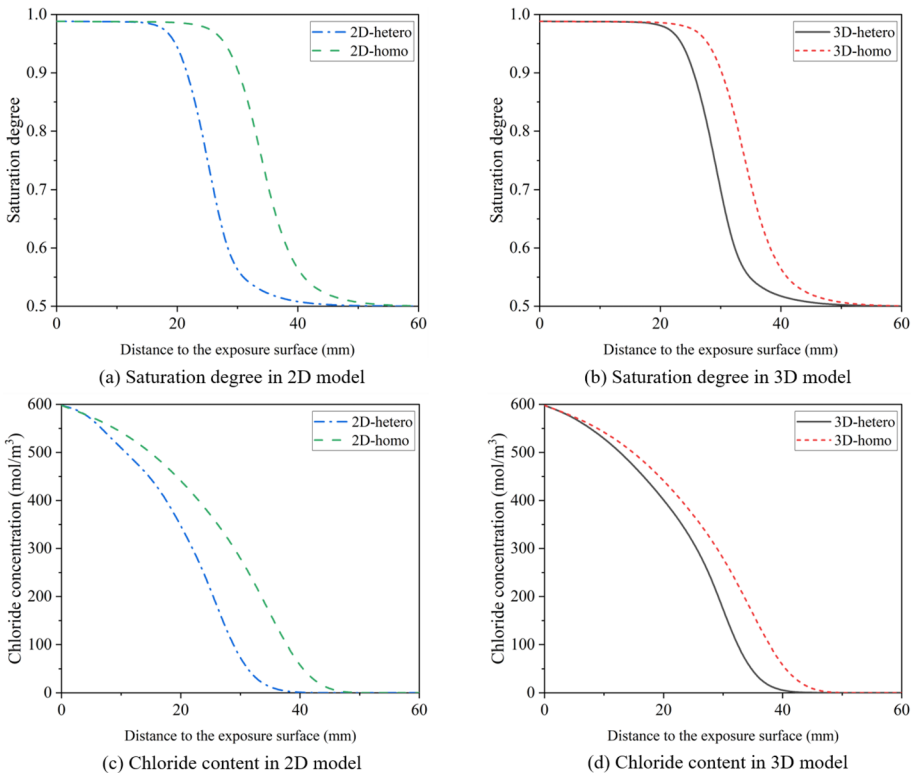 1.0
0.9
0.8
0.7
0.6
0.5
Saturation degree
2D-hetero
2D-homo
0 20 40 60
Distance to the exposure surface (mm)
(a) Saturation degree in 2D model
1.0
0.9
0.8
0.7
0.6
0.5
Saturation degree
3D-hetero
3D-homo
0 20 40 60
Distance to the exposure surface (mm)
(b) Saturation degree in 3D model
600
500
400
300
200
100
0
Chloride concentration (mol/m³)
2D-hetero
2D-homo
0 20 40 60
Distance to the exposure surface (mm)
(c) Chloride content in 2D model
600
500
400
300
200
100
0
Chloride concentration (mol/m³)
3D-hetero
3D-homo
0 20 40 60
Distance to the exposure surface (mm)
(d) Chloride content in 3D model